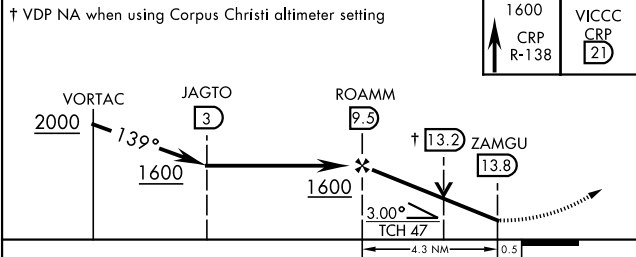 † VDP NA when using Corpus Christi altimeter setting
1600
CRP
R-138
VICCC
CRP
21
VORTAC
2000
139°
JAGTO
3
1600
ROAMM
9.5
1600
† 13.2
ZAMGU
13.8
3.00°
TCH 47
4.3 NM
0.5